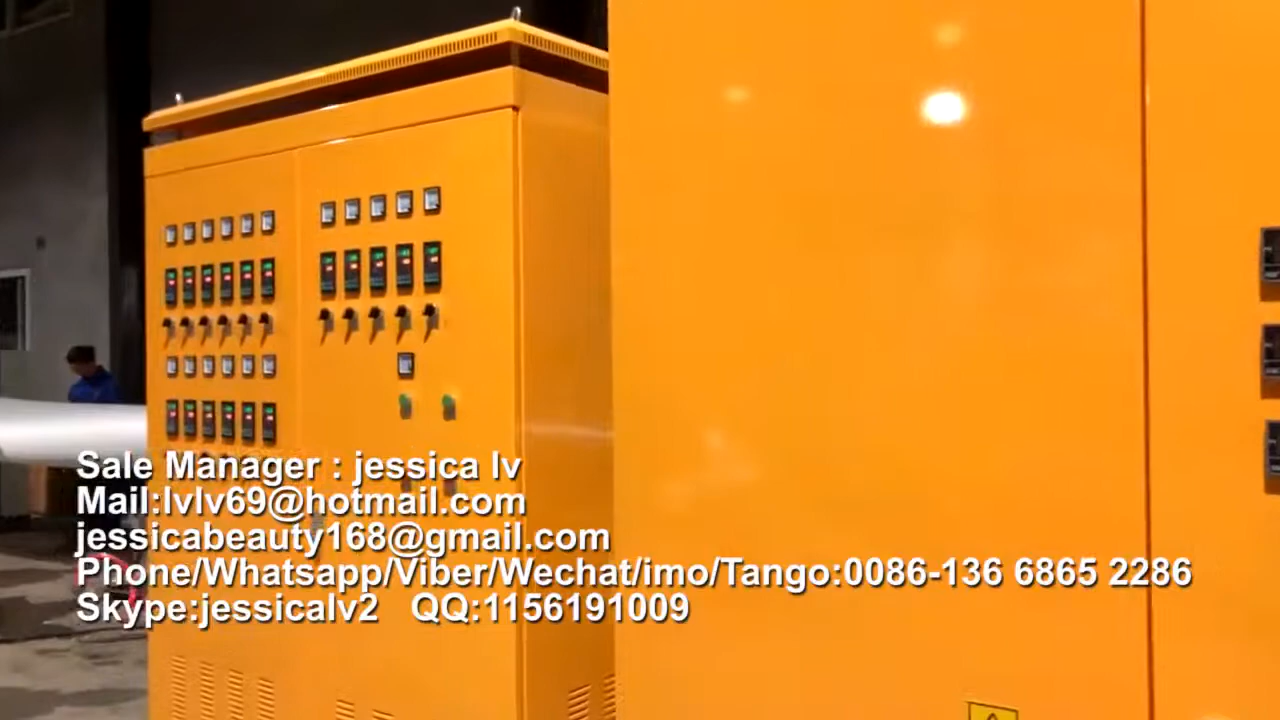 Sale Manager : jessica lv
Mail:lvlv69@hotmail.com
jessicabeauty168@gmail.com
Phone/Whatsapp/Viber/Wechat/imo/Tango:0086-136 6865 2286
Skype:jessicalv2 QQ:1156191009